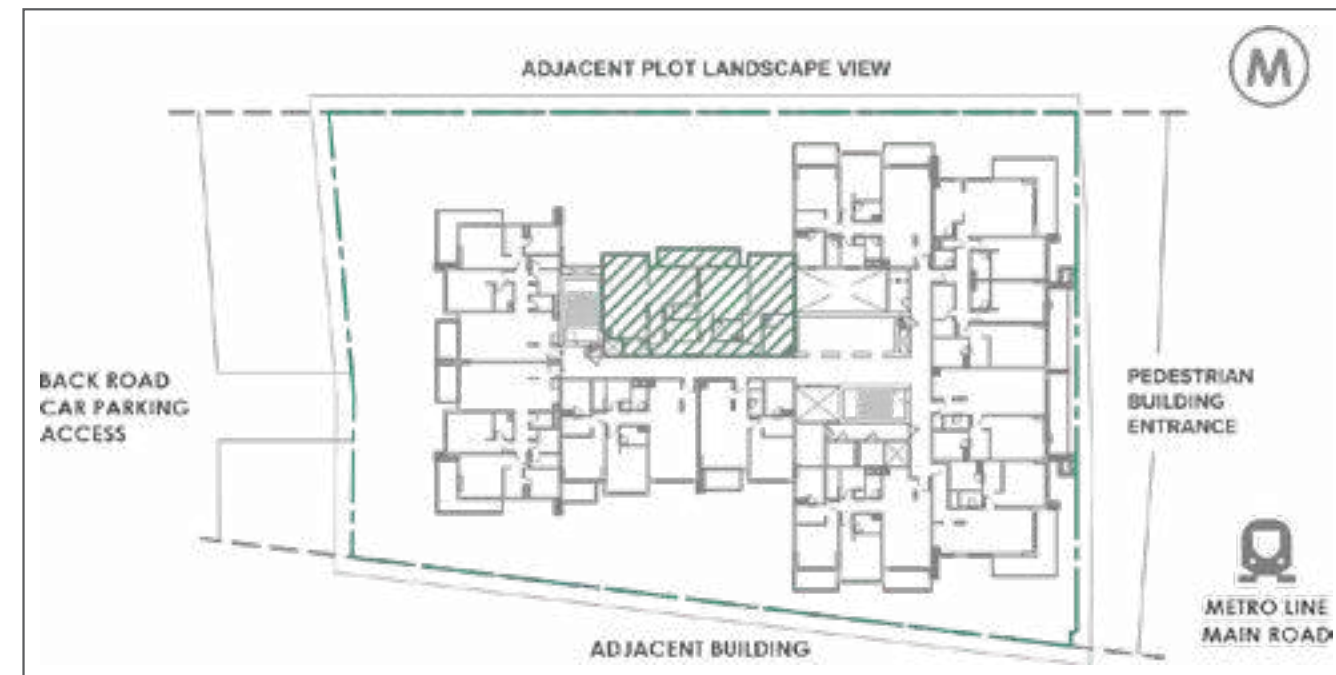 M
ADJACENT PLOT LANDSCAPE VIEW
BACK ROAD
CAR PARKING
ACCESS
PEDESTRIAN
BUILDING
ENTRANCE
METRO LINE
MAIN ROAD
ADJACENT BUILDING